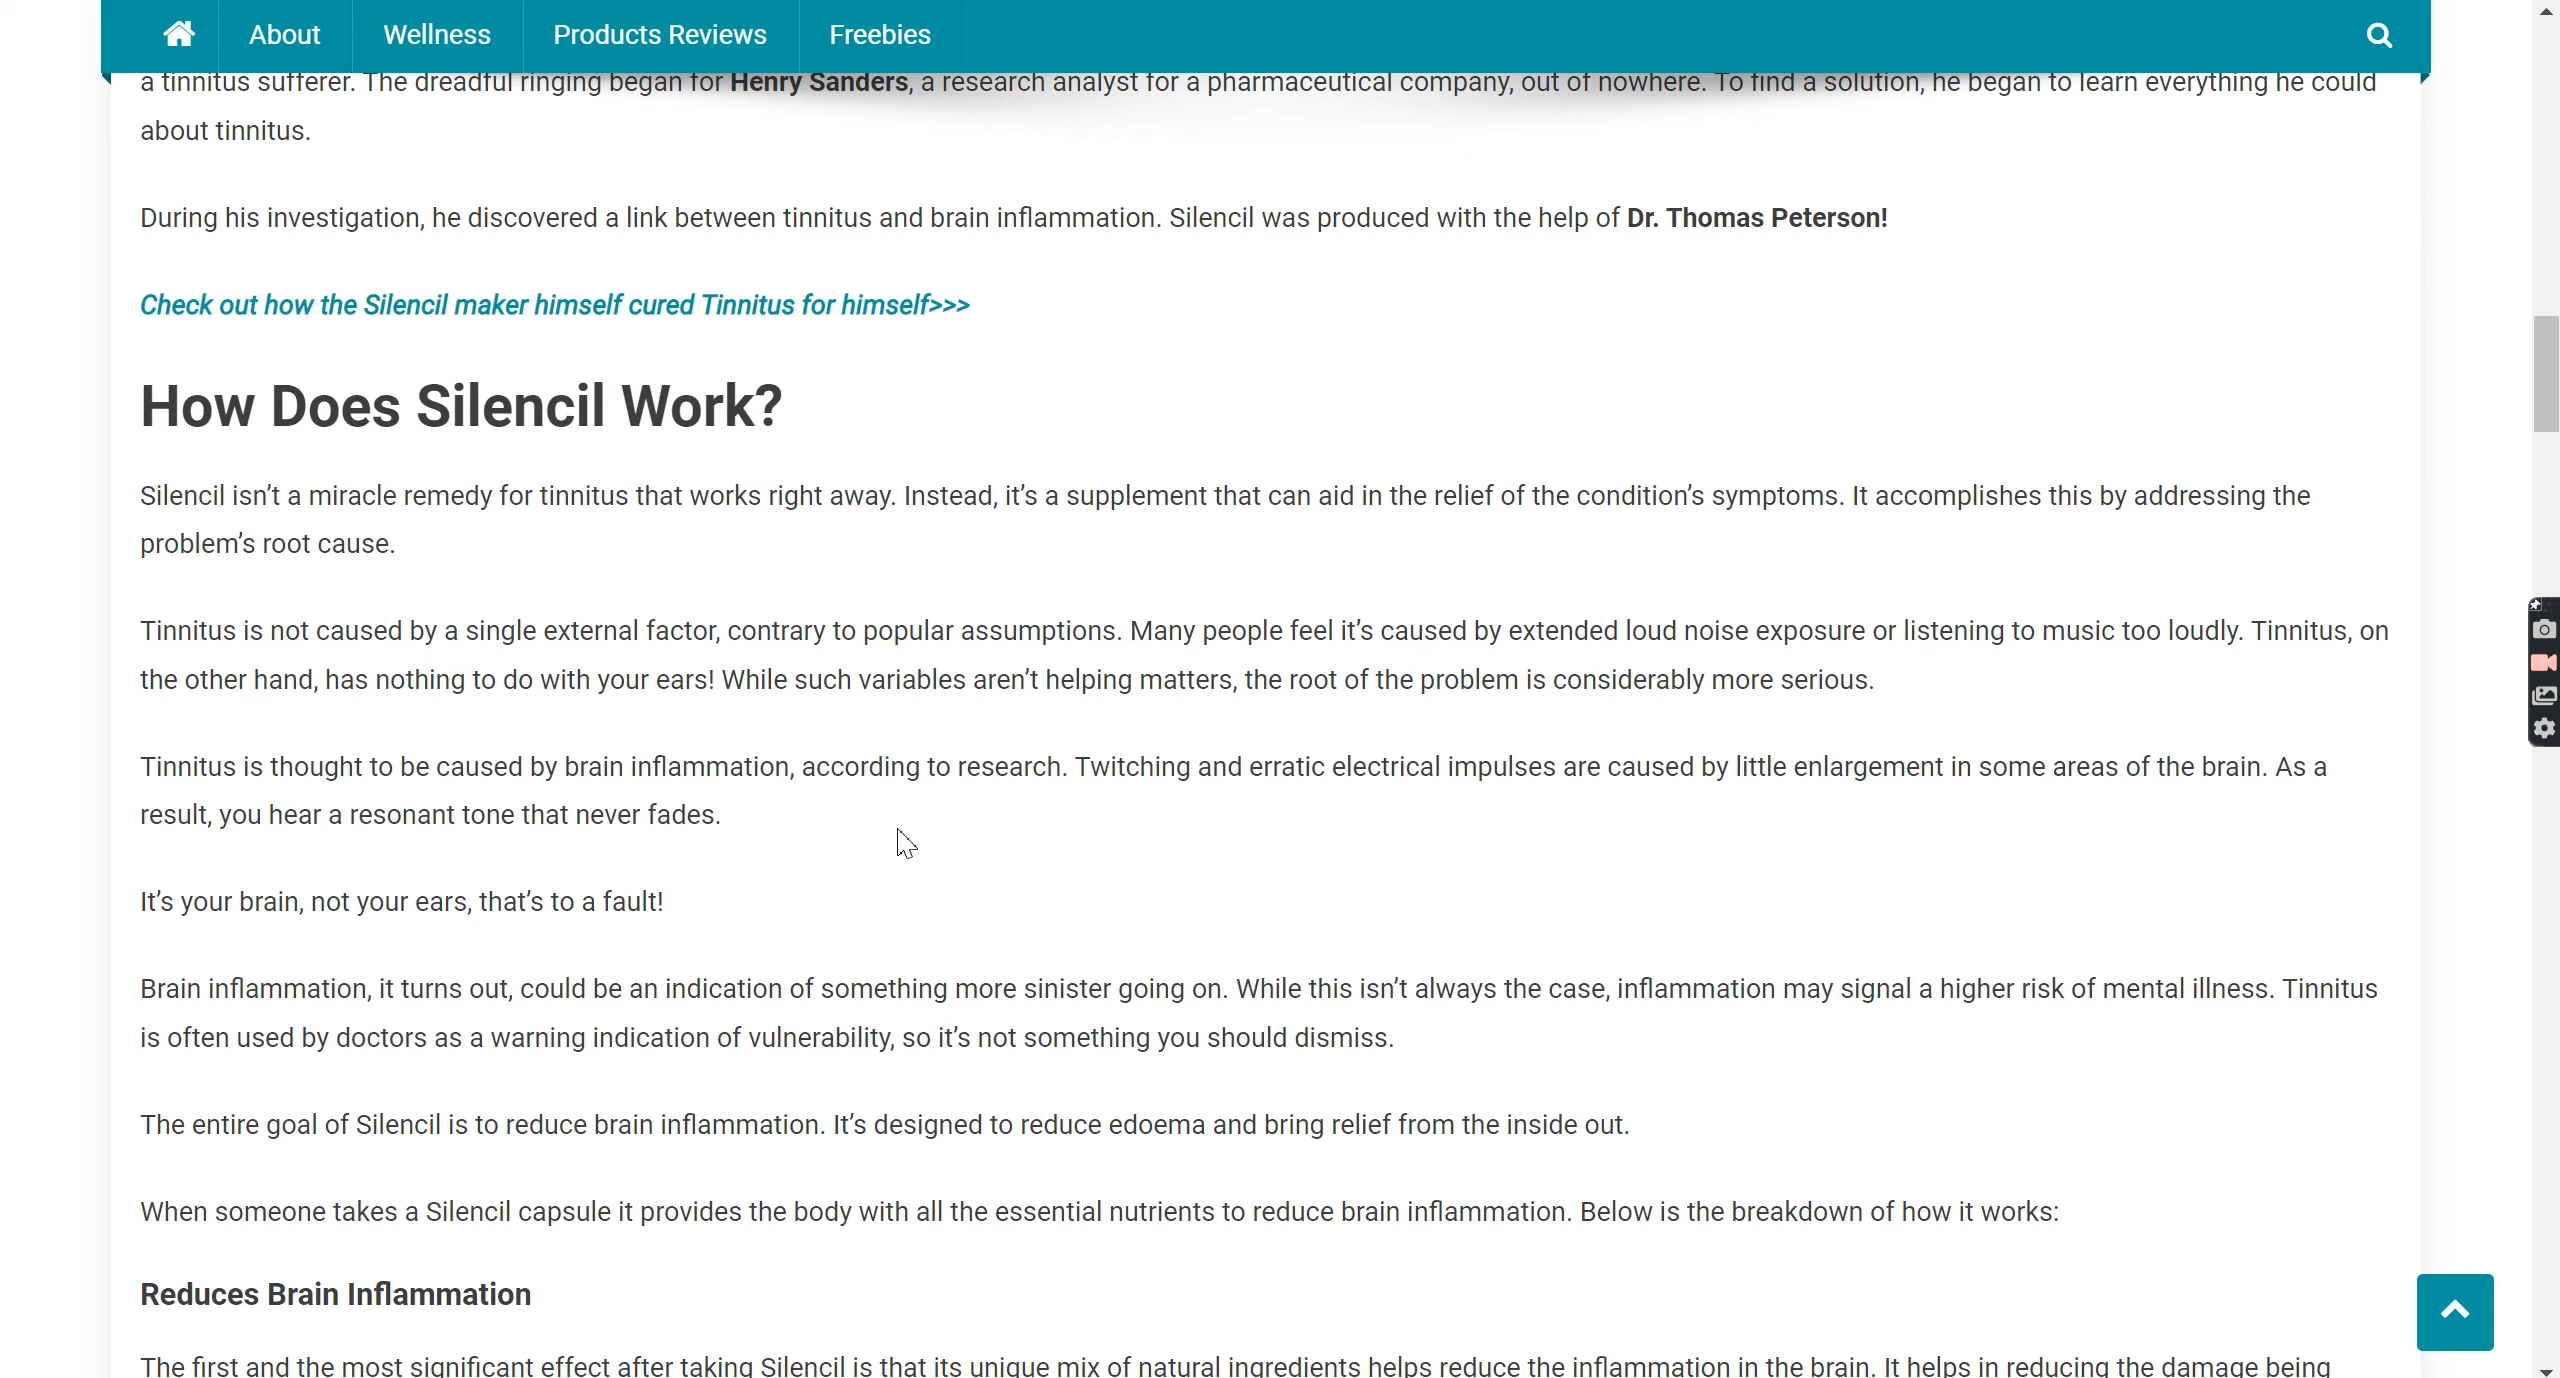 About
Wellness
Products Reviews
Freebies
a tinnitus sufferer. The dreadful ringing began for Henry Sanders, a research analyst for a pharmaceutical company, out of nowhere. To find a solution, he began to learn everything he could
about tinnitus.
During his investigation, he discovered a link between tinnitus and brain inflammation. Silencil was produced with the help of Dr. Thomas Peterson!
Check out how the Silencil maker himself cured Tinnitus for himself>>>
How Does Silencil Work?
Silencil isn’t a miracle remedy for tinnitus that works right away. Instead, it’s a supplement that can aid in the relief of the condition’s symptoms. It accomplishes this by addressing the
problem’s root cause.
Tinnitus is not caused by a single external factor, contrary to popular assumptions. Many people feel it’s caused by extended loud noise exposure or listening to music too loudly. Tinnitus, on
the other hand, has nothing to do with your ears! While such variables aren’t helping matters, the root of the problem is considerably more serious.
Tinnitus is thought to be caused by brain inflammation, according to research. Twitching and erratic electrical impulses are caused by little enlargement in some areas of the brain. As a
result, you hear a resonant tone that never fades.
It’s your brain, not your ears, that’s to a fault!
Brain inflammation, it turns out, could be an indication of something more sinister going on. While this isn’t always the case, inflammation may signal a higher risk of mental illness. Tinnitus
is often used by doctors as a warning indication of vulnerability, so it’s not something you should dismiss.
The entire goal of Silencil is to reduce brain inflammation. It’s designed to reduce edoema and bring relief from the inside out.
When someone takes a Silencil capsule it provides the body with all the essential nutrients to reduce brain inflammation. Below is the breakdown of how it works:
Reduces Brain Inflammation
The first and the most significant effect after taking Silencil is that its unique mix of natural ingredients helps reduce the inflammation in the brain. It helps in reducing the damage being